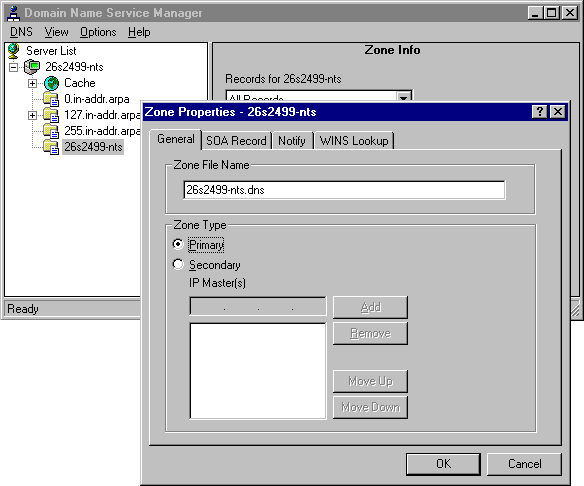 Domain Name Service Manager
DNS View Options Help
Server List
26s2499-nts
Cache
0.in-addr.arpa
127.in-addr.arpa
255.in-addr.arpa
26s2499-nts
Zone Info
Records for 26s2499-nts
All Records
Zone Properties - 26s2499-nts
General SOA Record Notify WINS Lookup
Zone File Name
26s2499-nts.dns
Zone Type
Primary
Secondary
IP Master(s)
. . .
Add
Remove
Move Up
Move Down
OK Cancel
Ready